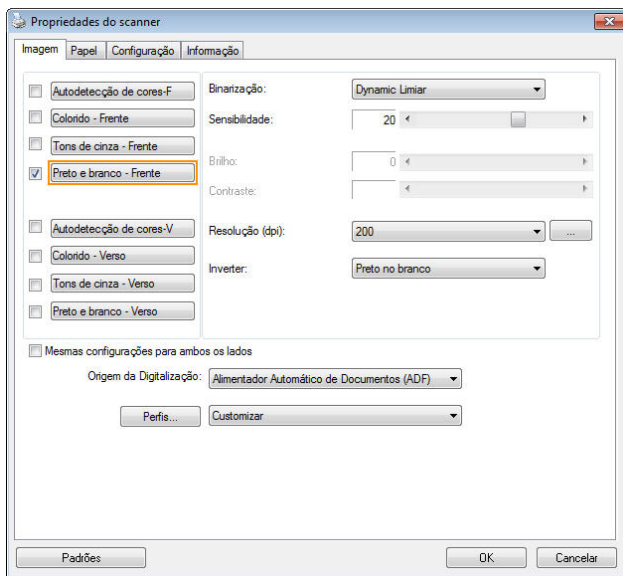 Propriedades do scanner
Imagem Papel Configuração Informação
Autodetecção de cores-F
Colorido - Frente
Tons de cinza - Frente
Preto e branco - Frente
Autodetecção de cores-V
Colorido - Verso
Tons de cinza - Verso
Preto e branco - Verso
Binarização: Dynamic Limiar
Sensibilidade: 20
Brilho: 0
Contraste:
Resolução (dpi): 200 ...
Inverter: Preto no branco
Mesmas configurações para ambos os lados
Origem da Digitalização: Alimentador Automático de Documentos (ADF)
Perfis... Customizar
Padrões OK Cancelar